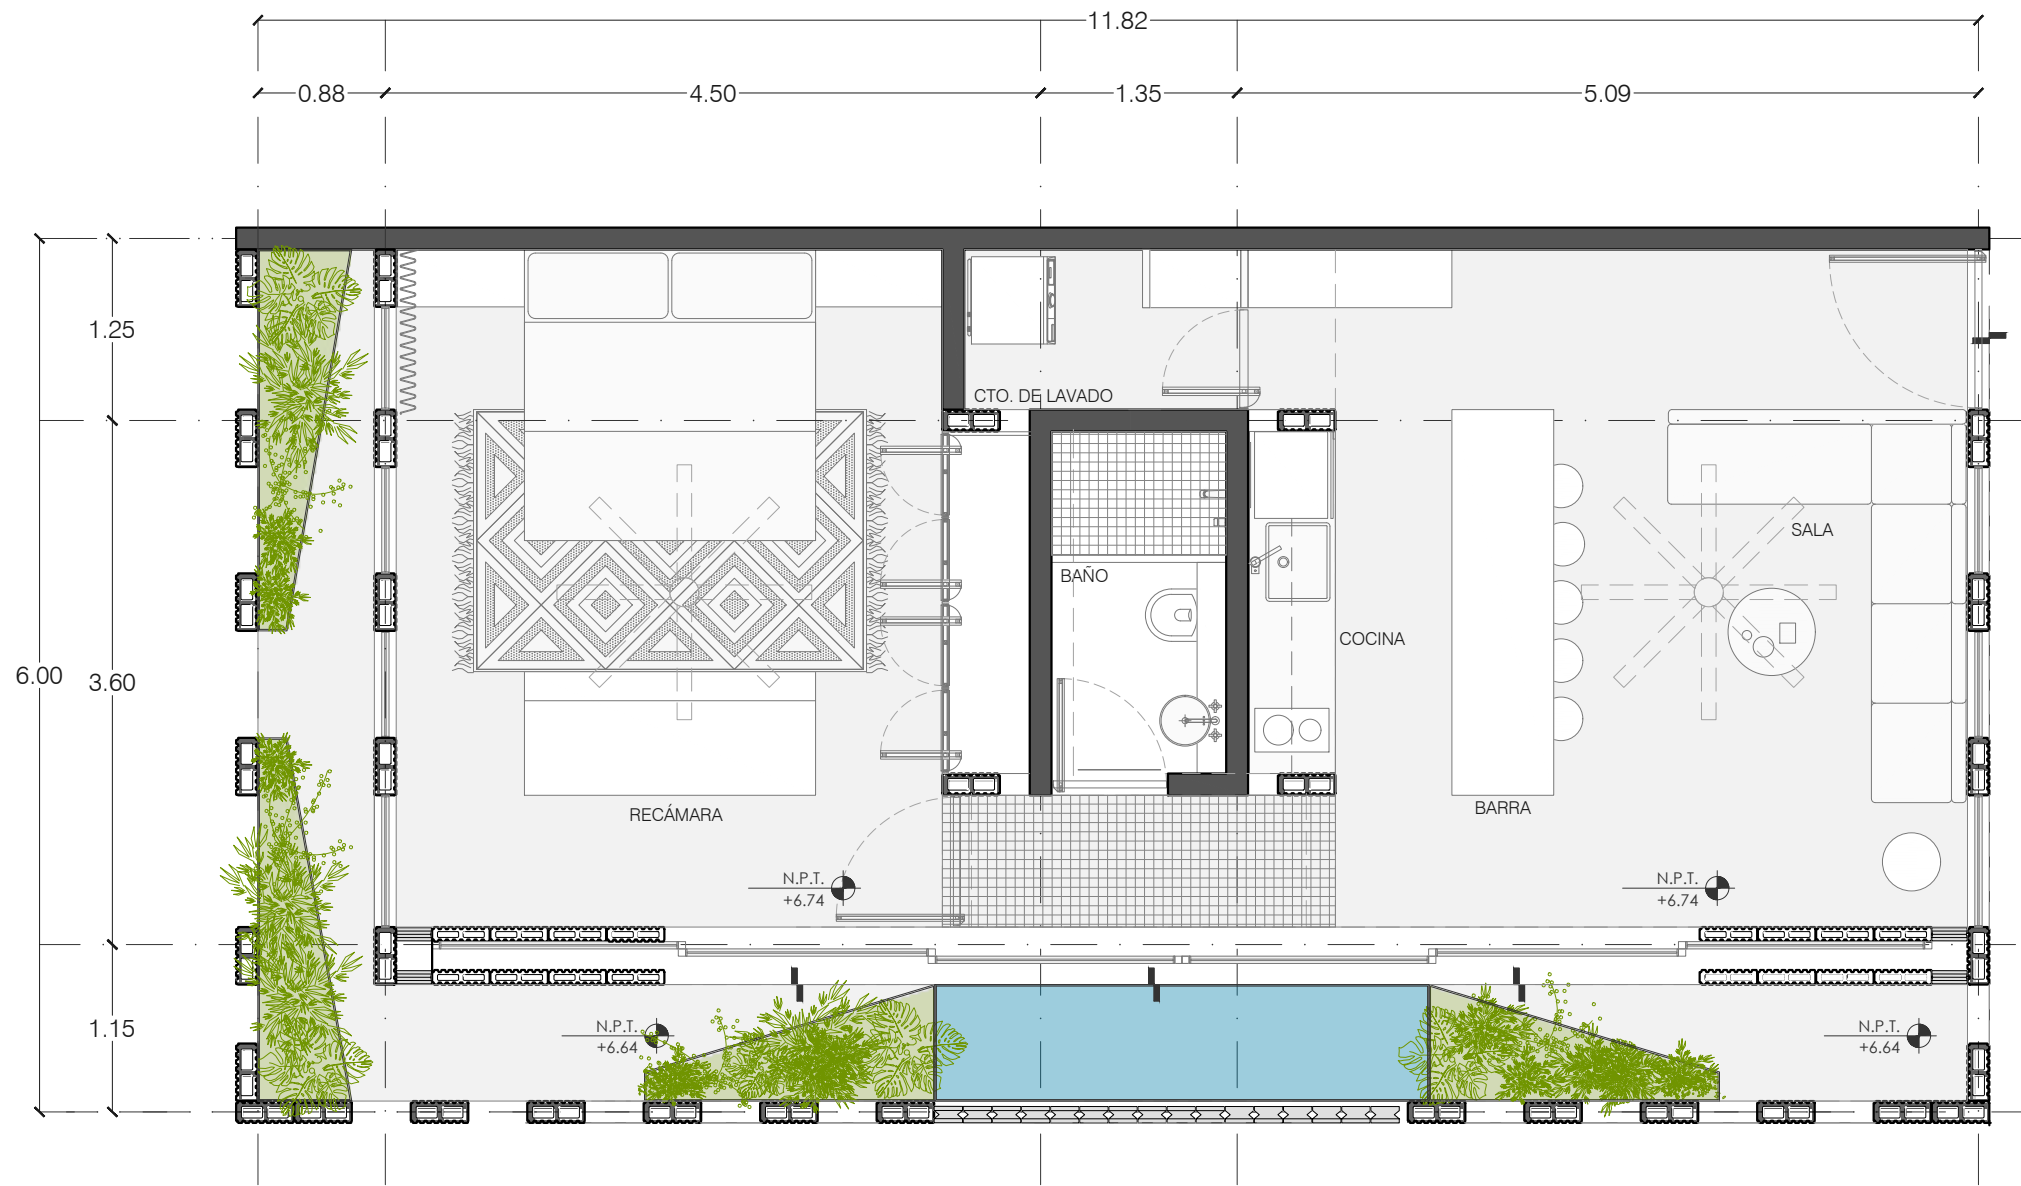 11.82
0.88
4.50
1.35
5.09
1.25
CTO. DE LAVADO
SALA
BAÑO
COCINA
6.00
3.60
RECÁMARA
BARRA
N.P.T.
+6.74
N.P.T.
+6.74
1.15
N.P.T.
+6.64
N.P.T.
+6.64